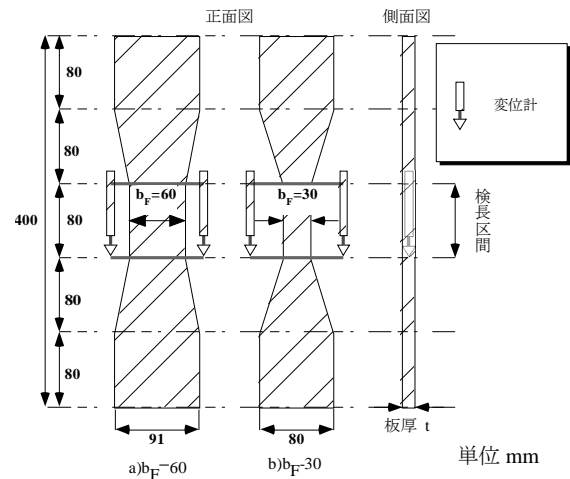 正面図
側面図
80
80
80
80
80
400
b_F=60
b_F=30
変位計
検長区間
91
80
板厚 t
a)b_F-60
b)b_F-30
単位 mm